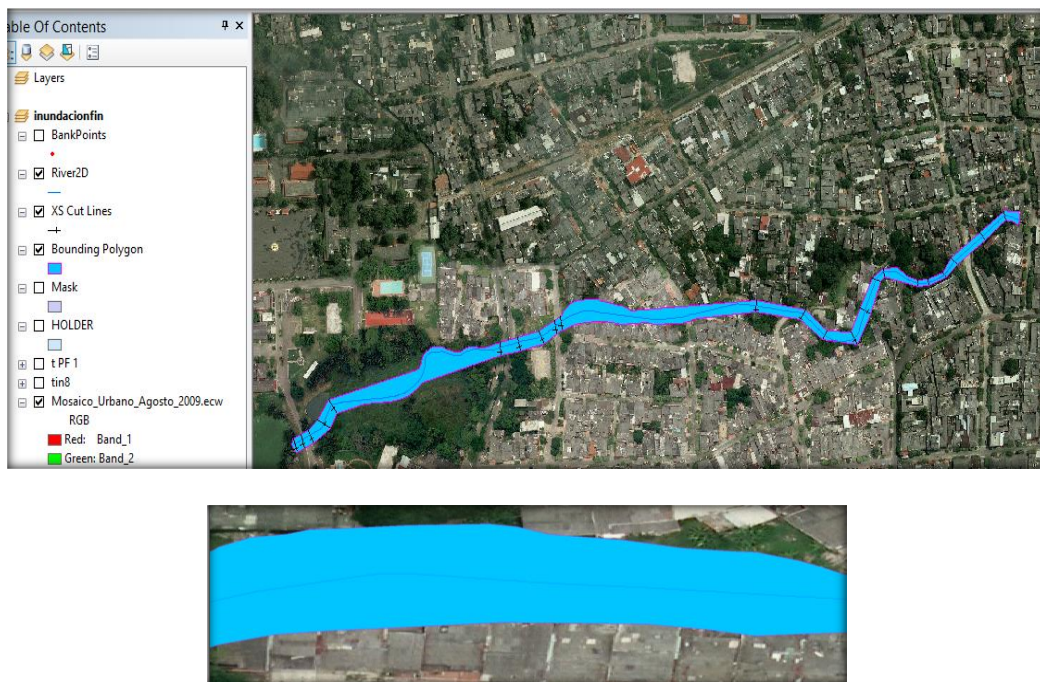 able Of Contents
Layers
inundacionfin
BankPoints
River2D
XS Cut Lines
Bounding Polygon
Mask
HOLDER
t PF 1
tin8
Mosaico_Urbano_Agosto_2009.ecw
RGB
Red: Band_1
Green: Band_2